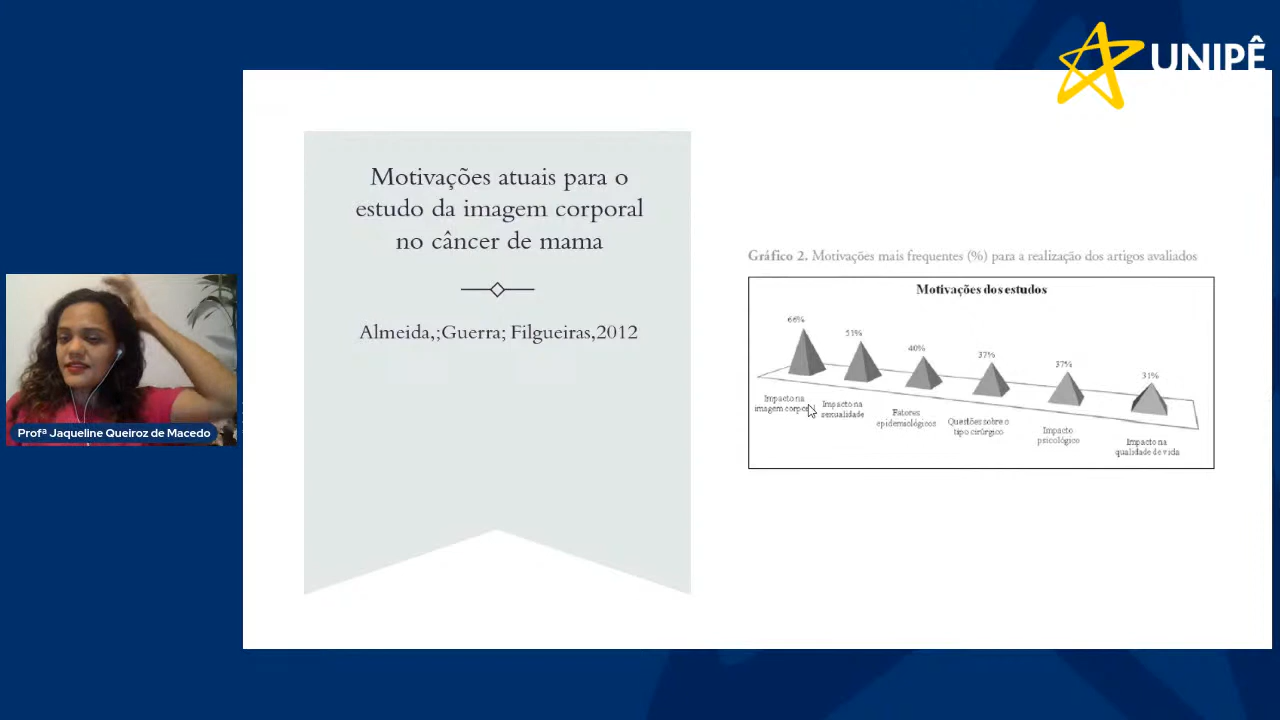 UNIPÊ
Motivações atuais para o
estudo da imagem corporal
no câncer de mama
Almeida,;Guerra; Filgueiras,2012
Gráfico 2. Motivações mais frequentes (%) para a realização dos artigos avaliados
Motivações dos estudos
66%
51%
40%
37%
37%
31%
Impacto na
imagem corporal
Impacto na
sexualidade
Fatores
epidemiológicos
Questões sobre o
tipo cirúrgico
Impacto
psicológico
Impacto na
qualidade de vida
Profª Jaqueline Queiroz de Macedo